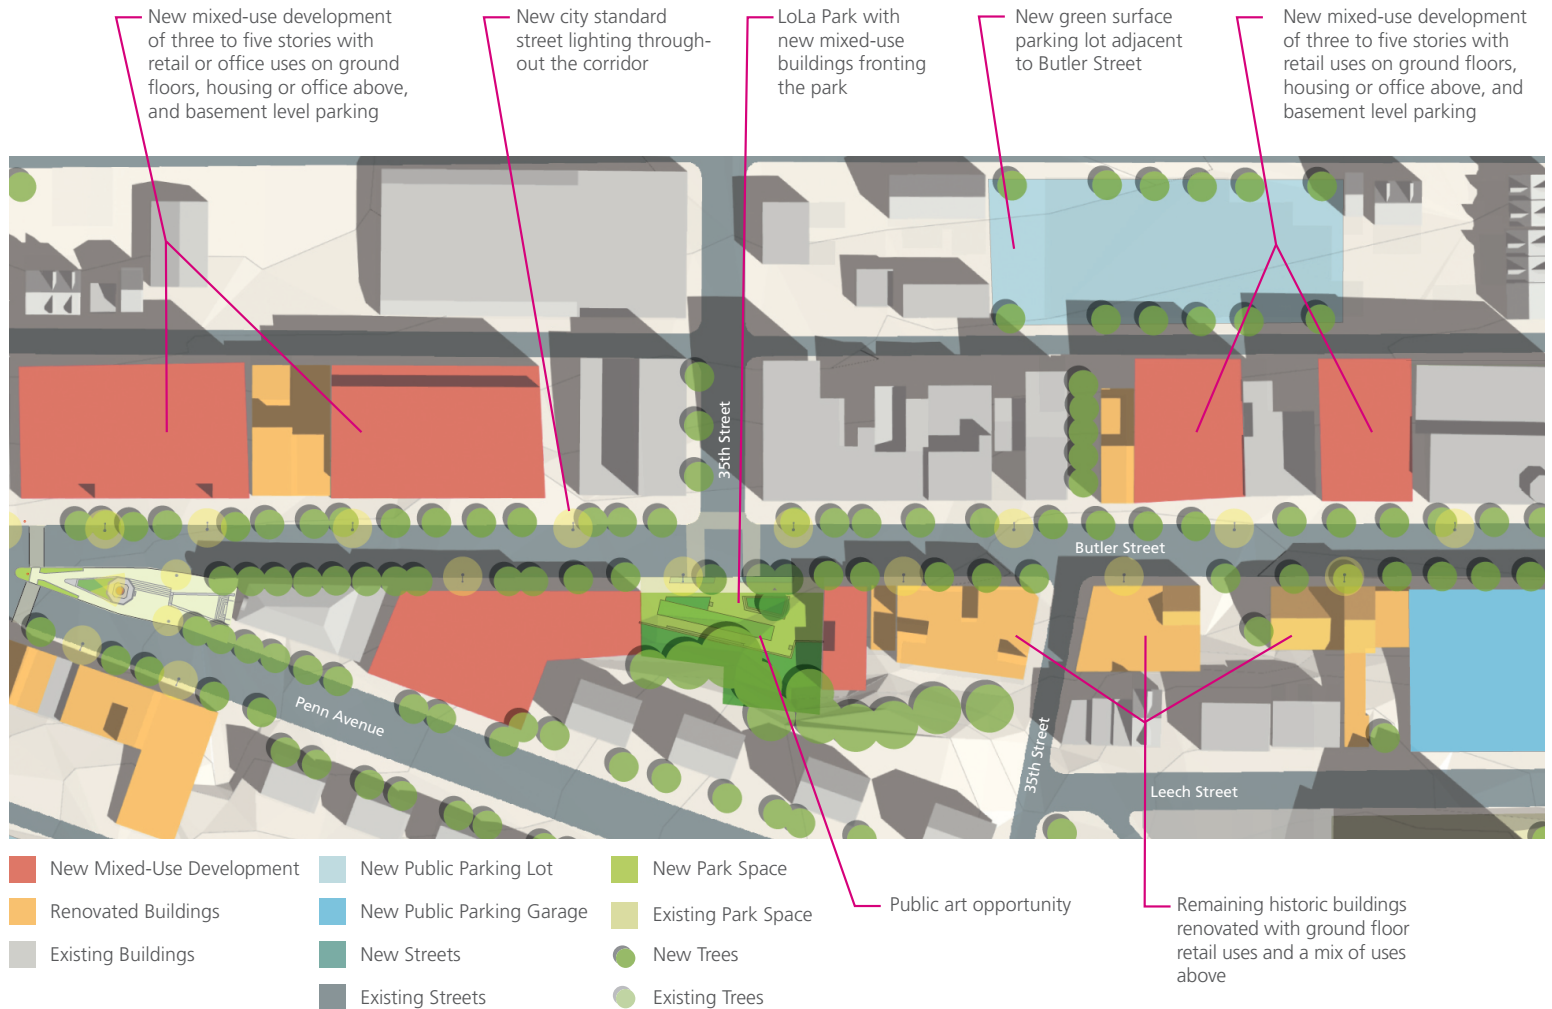 New mixed-use development
of three to five stories with
retail or office uses on ground
floors, housing or office above,
and basement level parking
New city standard
street lighting through-
out the corridor
LoLa Park with
new mixed-use
buildings fronting
the park
New green surface
parking lot adjacent
to Butler Street
New mixed-use development
of three to five stories with
retail uses on ground floors,
housing or office above, and
basement level parking
35th Street
Butler Street
Penn Avenue
35th Street
Leech Street
New Mixed-Use Development
Renovated Buildings
Existing Buildings
New Public Parking Lot
New Public Parking Garage
New Streets
Existing Streets
New Park Space
Existing Park Space
New Trees
Existing Trees
Public art opportunity
Remaining historic buildings
renovated with ground floor
retail uses and a mix of uses
above